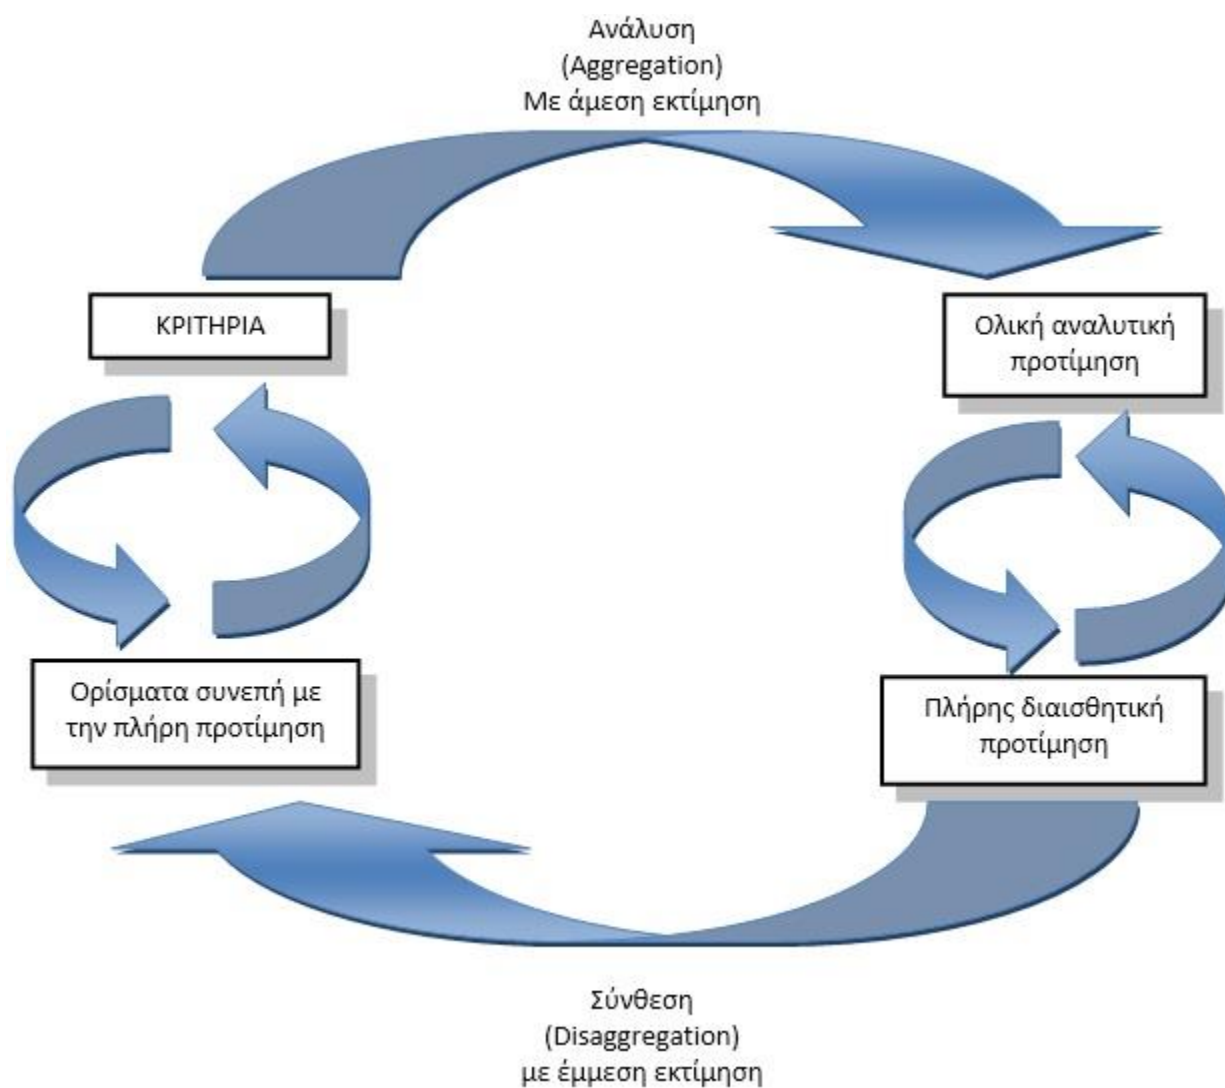 Ανάλυση
(Aggregation)
Με άμεση εκτίμηση
ΚΡΙΤΗΡΙΑ
Ολική αναλυτική
προτίμηση
Ορίσματα συνεπή με
την πλήρη προτίμηση
Πλήρης διαισθητική
προτίμηση
Σύνθεση
(Disaggregation)
με έμμεση εκτίμηση